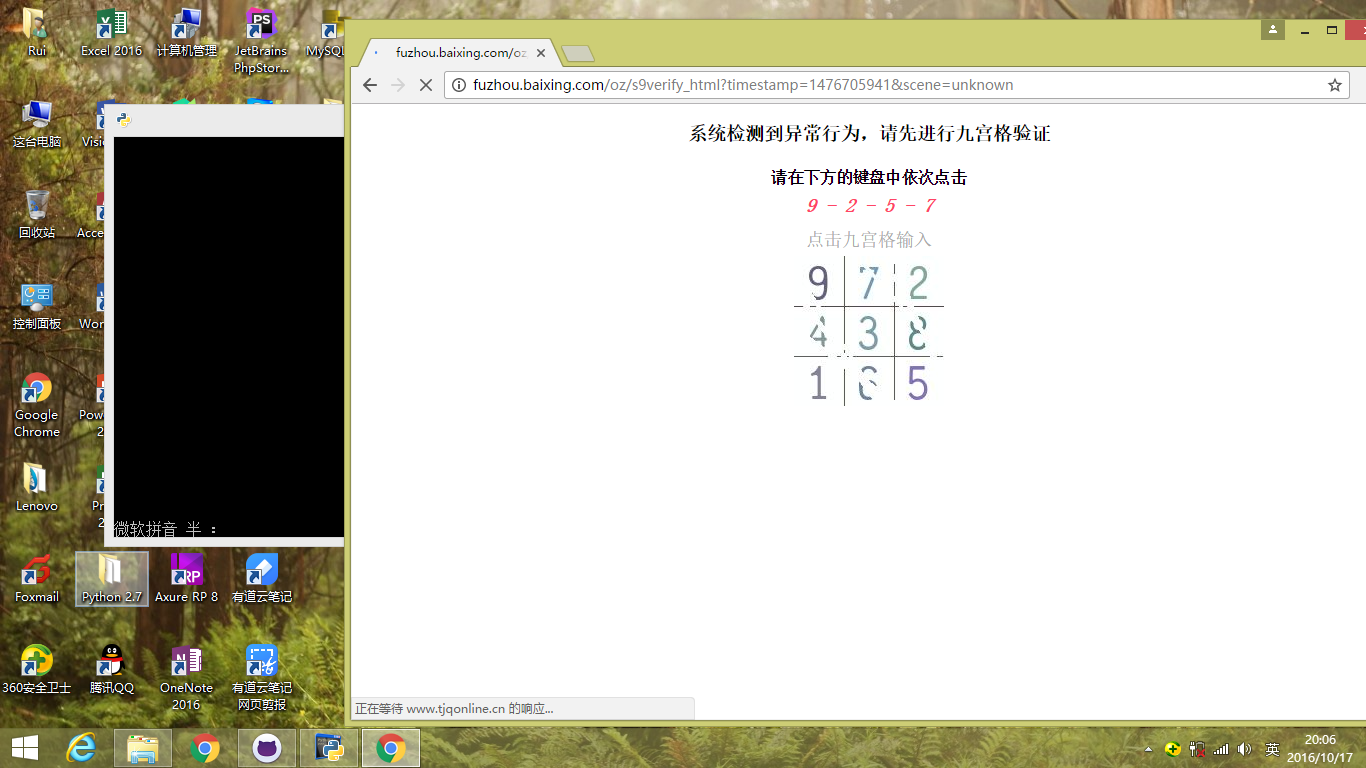 Rui
Excel 2016
计算机管理
JetBrains
PhpStor...
MySQL
这台电脑
回收站
控制面板
Google
Chrome
Lenovo
Foxmail
Python 2.7
Axure RP 8
有道云笔记
360安全卫士
腾讯QQ
OneNote
2016
有道云笔记
网页剪报
微软拼音 半 :
fuzhou.baixing.com/oz
fuzhou.baixing.com/oz/s9verify_html?timestamp=1476705941&scene=unknown
系统检测到异常行为，请先进行九宫格验证
请在下方的键盘中依次点击
9 - 2 - 5 - 7
点击九宫格输入
9 7 2
4 3 8
1 6 5
正在等待 www.tjqonline.cn 的响应...
英
20:06
2016/10/17